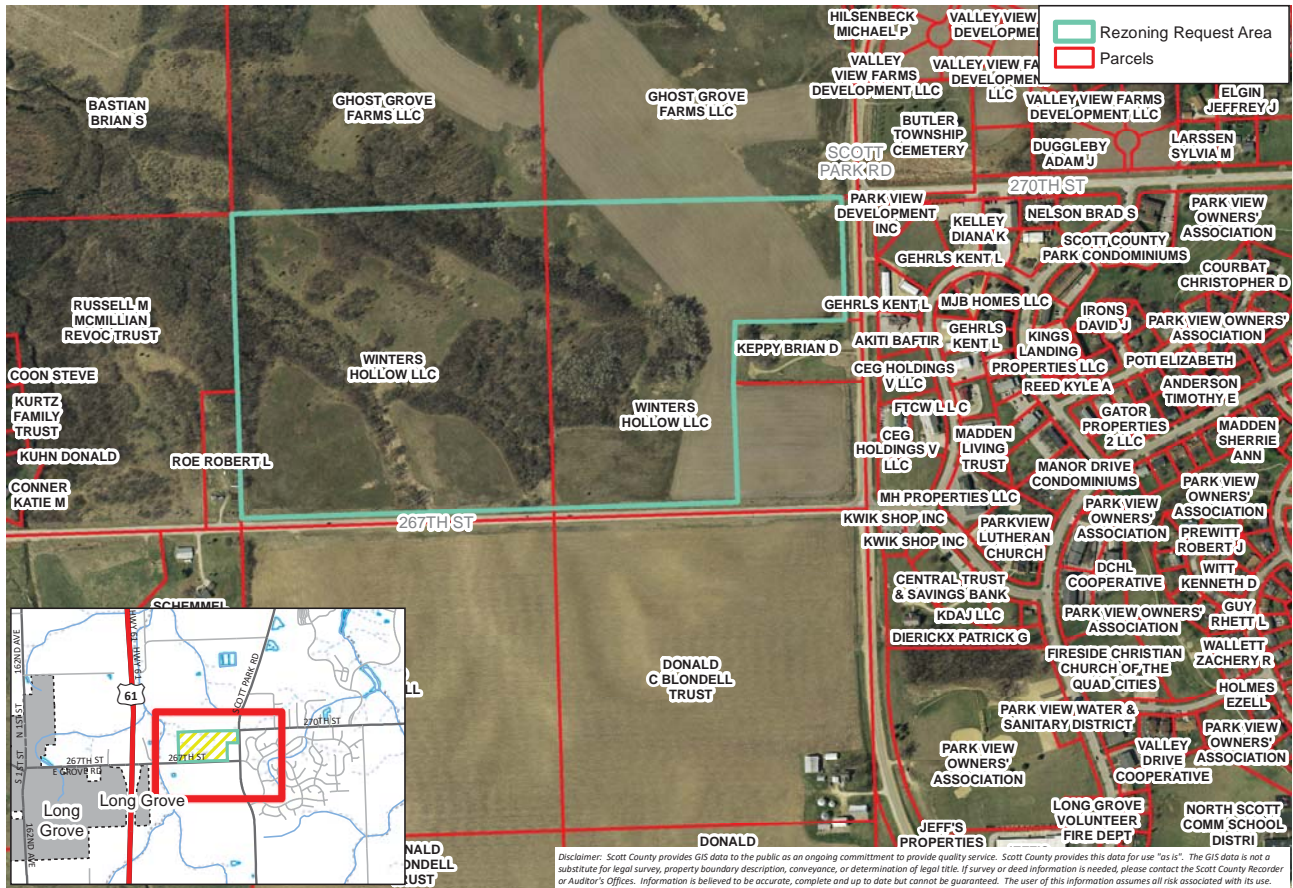 HILSENBECK
MICHAEL P
VALLEY VIEW
DEVELOPME
Rezoning Request Area
Parcels
BASTIAN
BRIAN S
GHOST GROVE
FARMS LLC
GHOST GROVE
FARMS LLC
VALLEY
VIEW FARMS
DEVELOPMENT LLC
VALLEY VIEW FA
DEVELOPMENT
LLC
ELGIN
JEFFREY J
VALLEY VIEW FARMS
DEVELOPMENT LLC
BUTLER
TOWNSHIP
CEMETERY
DUGGLEBY
ADAM J
LARSSEN
SYLVIA M
SCOTT
PARK RD
270TH ST
PARK VIEW
DEVELOPMENT
INC
KELLEY
DIANA K
NELSON BRAD S
PARK VIEW
OWNERS'
ASSOCIATION
SCOTT COUNTY
PARK CONDOMINIUMS
GEHRLS KENT L
COURBAT
CHRISTOPHER D
RUSSELL M
MCMILLIAN
REVOC TRUST
GEHRLS KENT L
MJB HOMES LLC
IRONS
DAVID J
PARK VIEW OWNERS'
ASSOCIATION
KEPPY BRIAN D
AKITI BAFTIR
GEHRLS
KENT L
KINGS
LANDING
PROPERTIES LLC
POTI ELIZABETH
WINTERS
HOLLOW LLC
CEG HOLDINGS
V LLC
REED KYLE A
ANDERSON
TIMOTHY E
COON STEVE
KURTZ
FAMILY
TRUST
WINTERS
HOLLOW LLC
FTCW L L C
GATOR
PROPERTIES
2 LLC
MADDEN
SHERRIE
ANN
KUHN DONALD
ROE ROBERT L
CEG
HOLDINGS V
LLC
MADDEN
LIVING
TRUST
MANOR DRIVE
CONDOMINIUMS
CONNER
KATIE M
MH PROPERTIES LLC
PARK VIEW
OWNERS'
ASSOCIATION
PARK VIEW
OWNERS'
ASSOCIATION
267TH ST
KWIK SHOP INC
KWIK SHOP INC
PARKVIEW
LUTHERAN
CHURCH
PREWITT
ROBERT J
CENTRAL TRUST
& SAVINGS BANK
DCHL
COOPERATIVE
WITT
KENNETH D
SCHEMMEL
KDAJ LLC
PARK VIEW OWNERS'
ASSOCIATION
GUY
RHETT L
DIERICKX PATRICK G
FIRESIDE CHRISTIAN
CHURCH OF THE
QUAD CITIES
WALLETT
ZACHERY R
DONALD
C BLONDELL
TRUST
LL
HOLMES
EZELL
PARK VIEW WATER &
SANITARY DISTRICT
PARK VIEW
OWNERS'
ASSOCIATION
VALLEY
DRIVE
COOPERATIVE
PARK VIEW
OWNERS'
ASSOCIATION
LONG GROVE
VOLUNTEER
FIRE DEPT
NORTH SCOTT
COMM SCHOOL
DISTRI
JEFF'S
PROPERTIES
DONALD
NALD
ONDELL
RUST
162ND AVE
HWY 61
HWY 61
61
SCOTT PARK RD
270TH ST
N 1ST ST
S 1ST ST
267TH ST
E GROVE RD
Long Grove
Long
Grove
162ND AVE
Disclaimer: Scott County provides GIS data to the public as an ongoing committment to provide quality service. Scott County provides this data for use "as is". The GIS data is not a
substitute for legal survey, property boundary description, conveyance, or determination of legal title. If survey or deed information is needed, please contact the Scott County Recorder
or Auditor's Offices. Information is believed to be accurate, complete and up to date but cannot be guaranteed. The user of this information assumes all risk associated with its use.